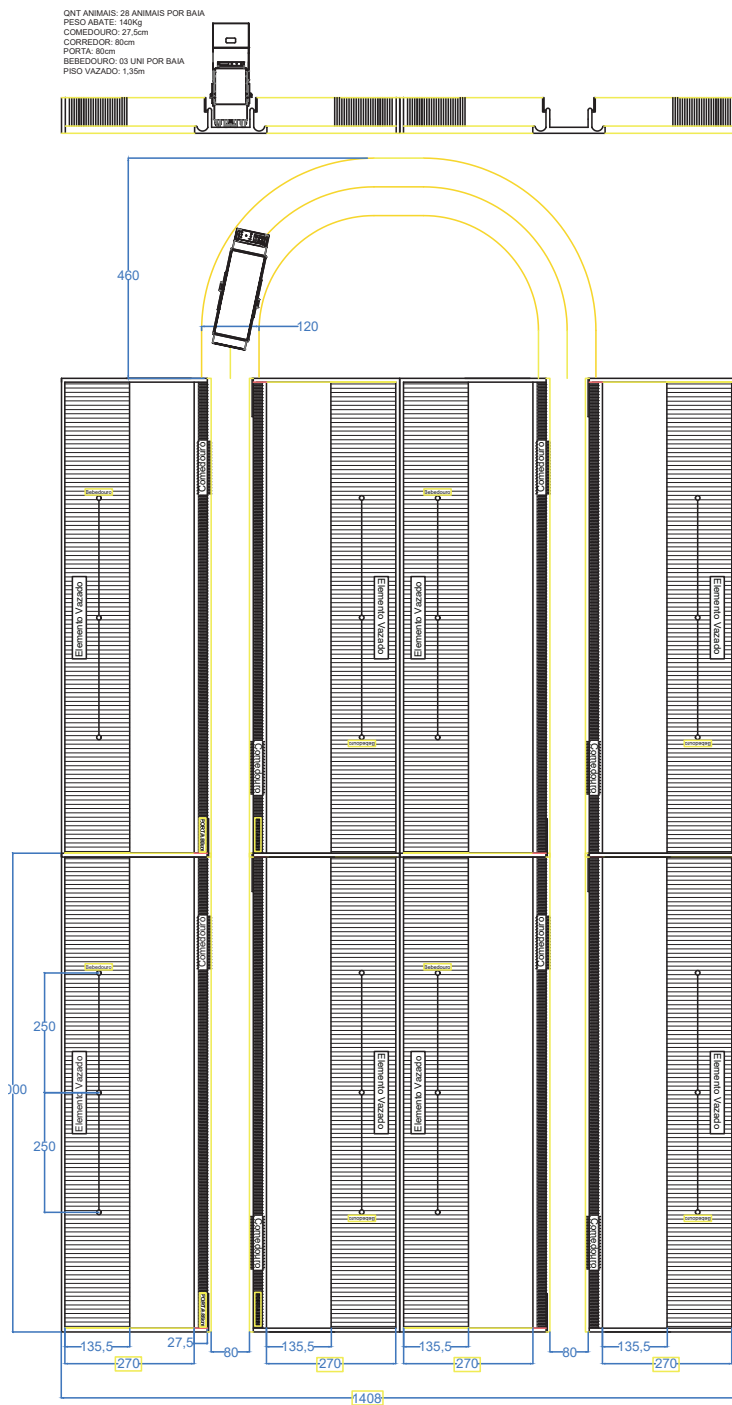 QNT ANIMAIS: 28 ANIMAIS POR BAIA
PESO ABATE: 140Kg
COMEDOURO: 27,5cm
CORREDOR: 80cm
PORTA: 80cm
BEBEDOURO: 03 UNI POR BAIA
PISO VAZADO: 1,35m
460
120
Comedouro
Comedouro
Bebedouro
Bebedouro
Elemento Vazado
Elemento Vazado
Elemento Vazado
Elemento Vazado
Bebedouro
Bebedouro
Comedouro
Comedouro
PORTA 80cm
Comedouro
Comedouro
Bebedouro
Bebedouro
250
Elemento Vazado
Elemento Vazado
Elemento Vazado
Elemento Vazado
250
Bebedouro
Bebedouro
Comedouro
Comedouro
PORTA 80cm
135,5
27,5
80
135,5
135,5
80
135,5
270
270
270
270
1408